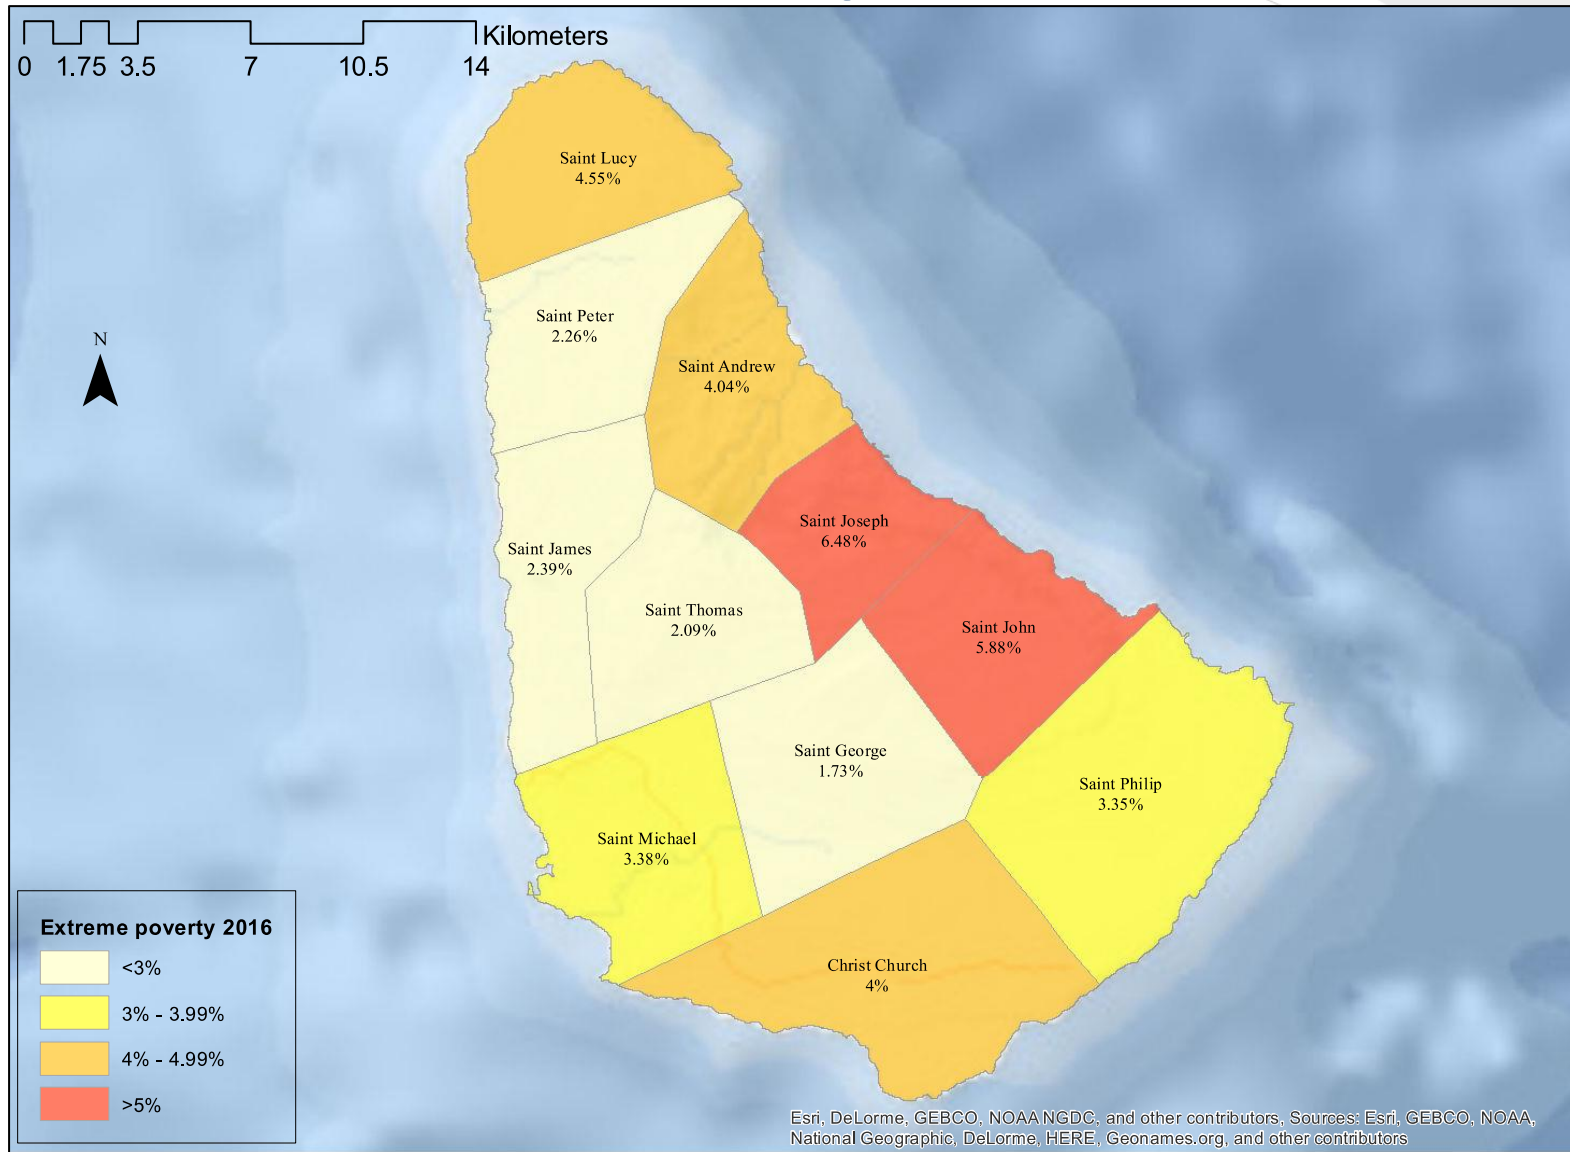 Kilometers
0 1.75 3.5 7 10.5 14
Saint Lucy
4.55%
Saint Peter
2.26%
N
Saint Andrew
4.04%
Saint Joseph
6.48%
Saint James
2.39%
Saint Thomas
2.09%
Saint John
5.88%
Saint George
1.73%
Saint Philip
3.35%
Saint Michael
3.38%
Christ Church
4%
Extreme poverty 2016
<3%
3% - 3.99%
4% - 4.99%
>5%
Esri, DeLorme, GEBCO, NOAA NGDC, and other contributors, Sources: Esri, GEBCO, NOAA,
National Geographic, DeLorme, HERE, Geonames.org, and other contributors